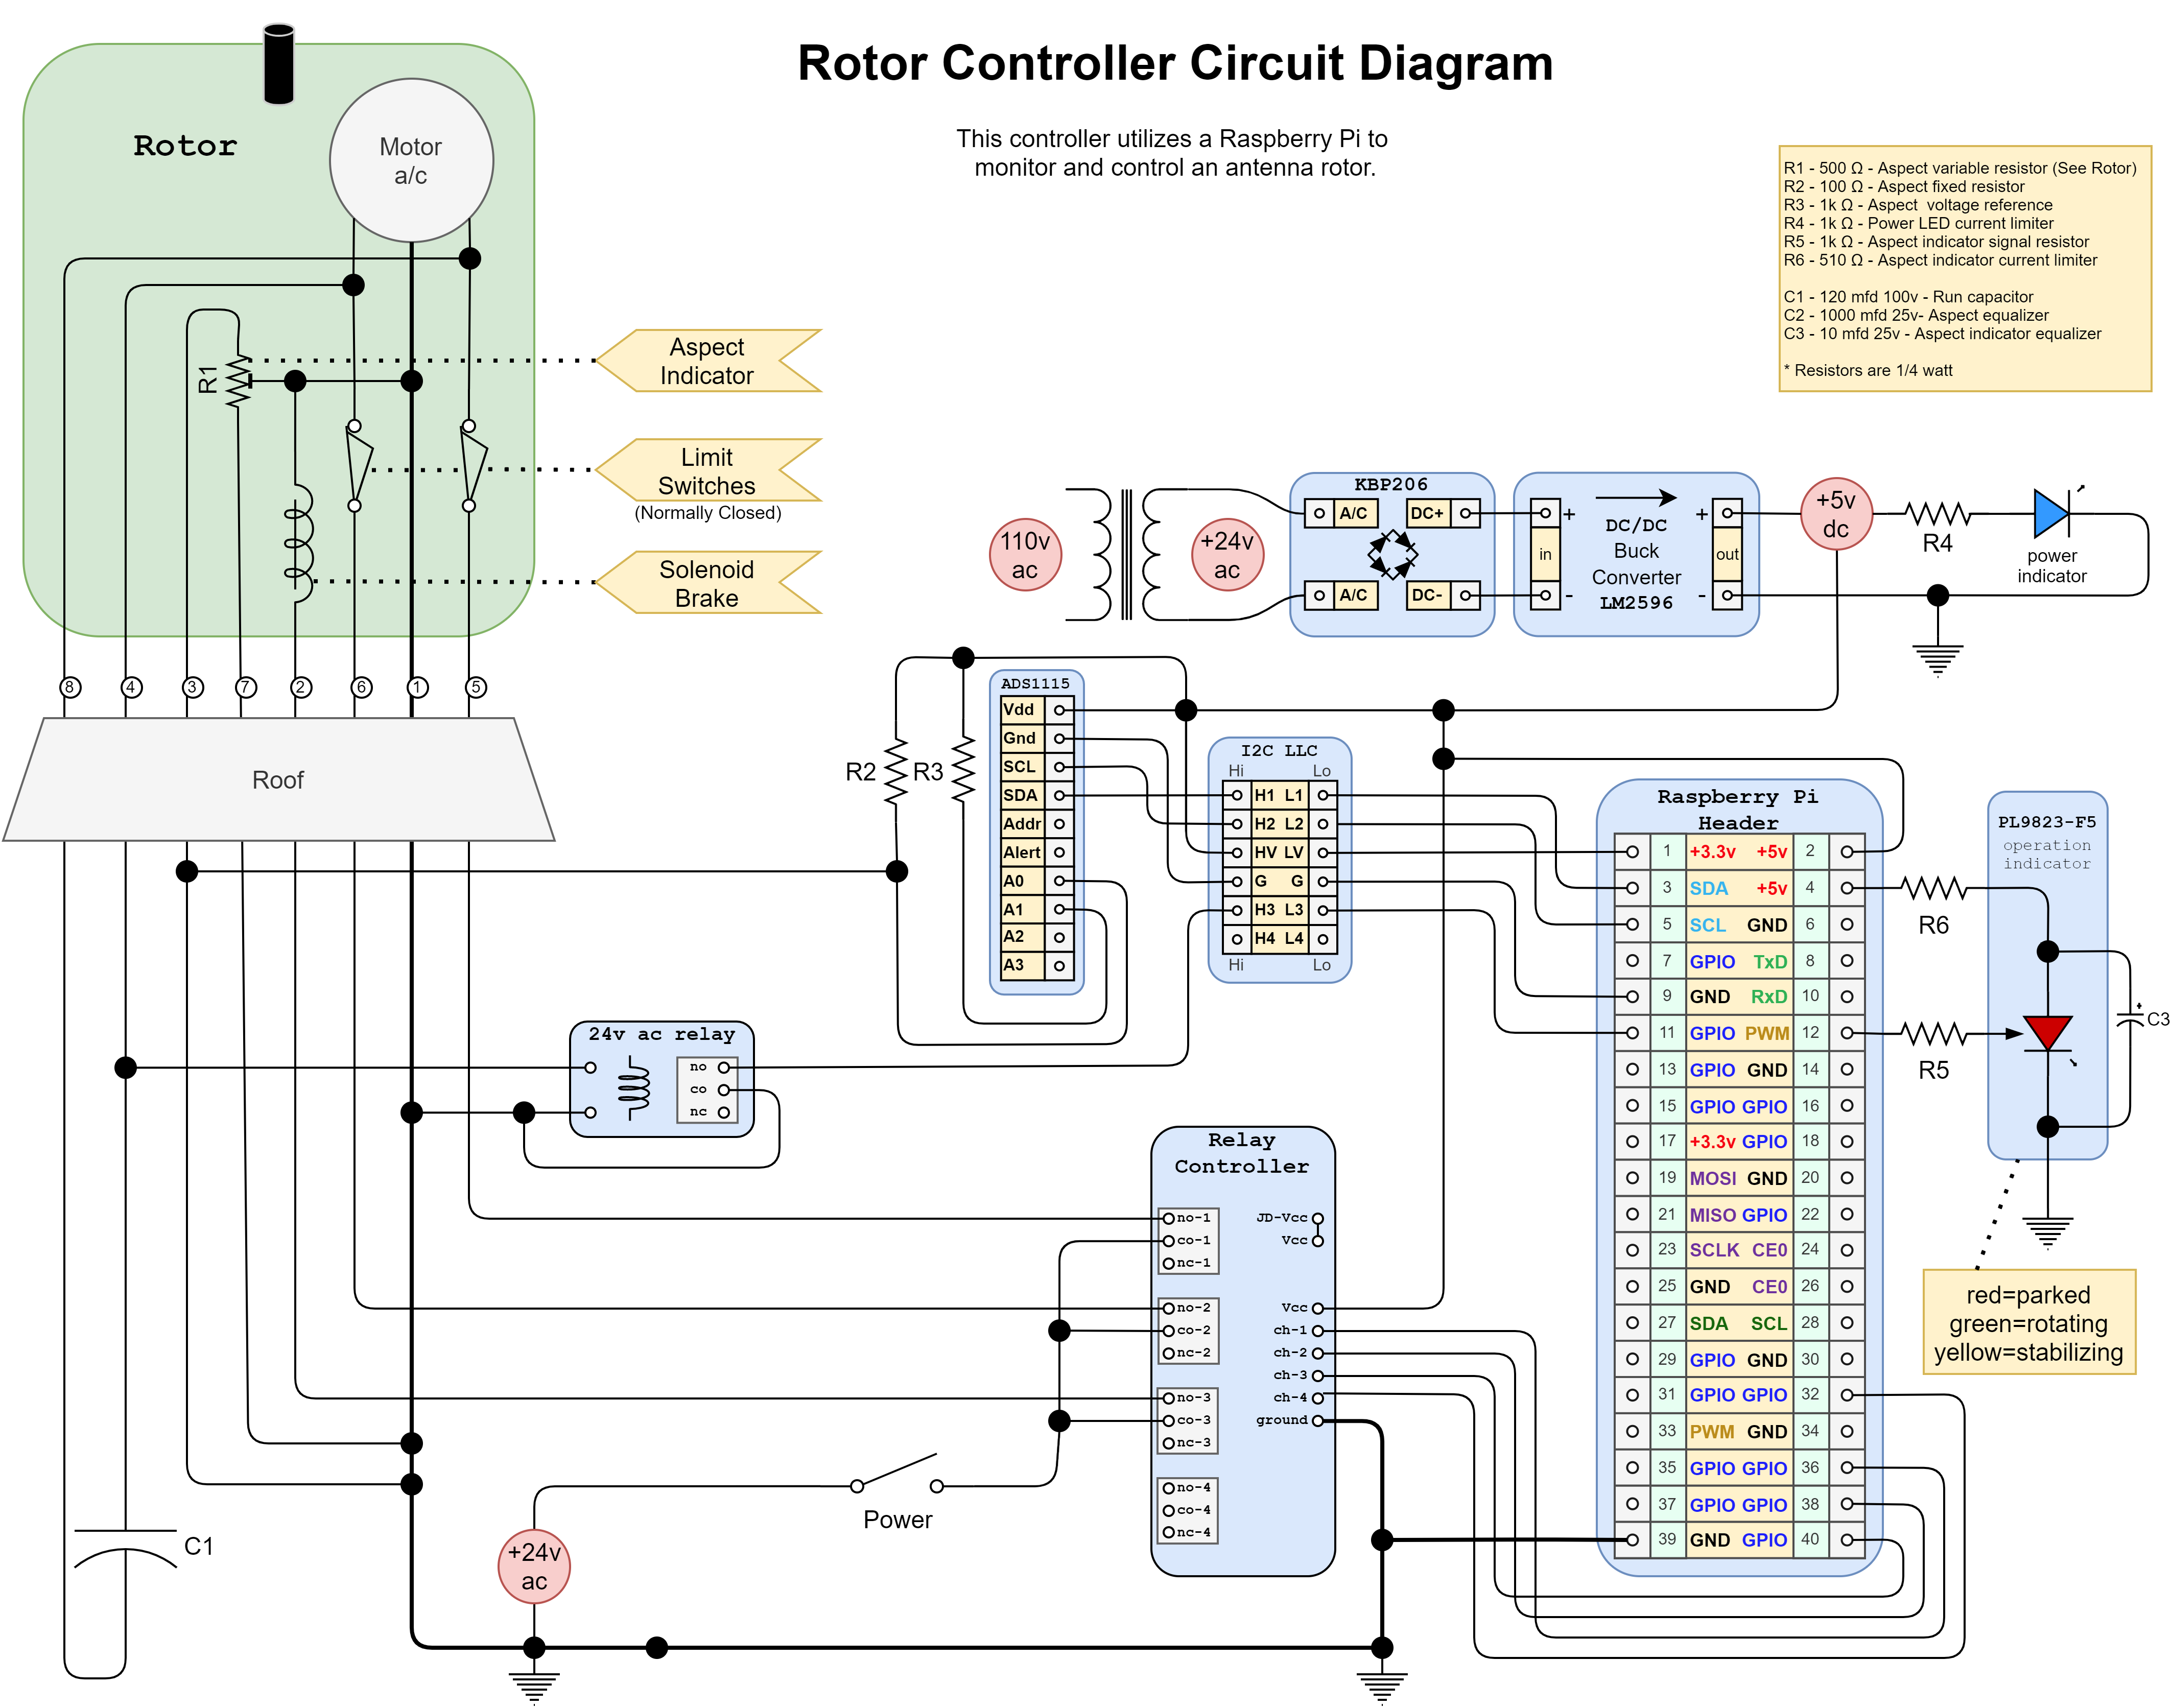 Rotor Controller Circuit Diagram
This controller utilizes a Raspberry Pi to
monitor and control an antenna rotor.
Rotor
Motor
a/c
R1
Aspect
Indicator
Limit
Switches
(Normally Closed)
Solenoid
Brake
R1 - 500 Ω - Aspect variable resistor (See Rotor)
R2 - 100 Ω - Aspect fixed resistor
R3 - 1k Ω - Aspect  voltage reference
R4 - 1k Ω - Power LED current limiter
R5 - 1k Ω - Aspect indicator signal resistor
R6 - 510 Ω - Aspect indicator current limiter
C1 - 120 mfd 100v - Run capacitor
C2 - 1000 mfd 25v- Aspect equalizer
C3 - 10 mfd 25v - Aspect indicator equalizer
* Resistors are 1/4 watt
110v
ac
+24v
ac
KBP206
A/C DC+
A/C DC-
+ +
in out
- -
DC/DC
Buck
Converter
LM2596
+5v
dc
R4
power
indicator
8 4 3 7 2 6 1 5
Roof
R2 R3
ADS1115
Vdd
Gnd
SCL
SDA
Addr
Alert
A0
A1
A2
A3
I2C LLC
Hi Lo
H1 L1
H2 L2
HV LV
G G
H3 L3
H4 L4
Hi Lo
Raspberry Pi
Header
1 +3.3v +5v 2
3 SDA +5v 4
5 SCL GND 6
7 GPIO TxD 8
9 GND RxD 10
11 GPIO PWM 12
13 GPIO GND 14
15 GPIO GPIO 16
17 +3.3v GPIO 18
19 MOSI GND 20
21 MISO GPIO 22
23 SCLK CE0 24
25 GND CE0 26
27 SDA SCL 28
29 GPIO GND 30
31 GPIO GPIO 32
33 PWM GND 34
35 GPIO GPIO 36
37 GPIO GPIO 38
39 GND GPIO 40
PL9823-F5
operation
indicator
R6
R5
+
C3
red=parked
green=rotating
yellow=stabilizing
24v ac relay
no
co
nc
Relay
Controller
no-1
co-1
nc-1
no-2
co-2
nc-2
no-3
co-3
nc-3
no-4
co-4
nc-4
JD-Vcc
Vcc
Vcc
ch-1
ch-2
ch-3
ch-4
ground
Power
+24v
ac
C1